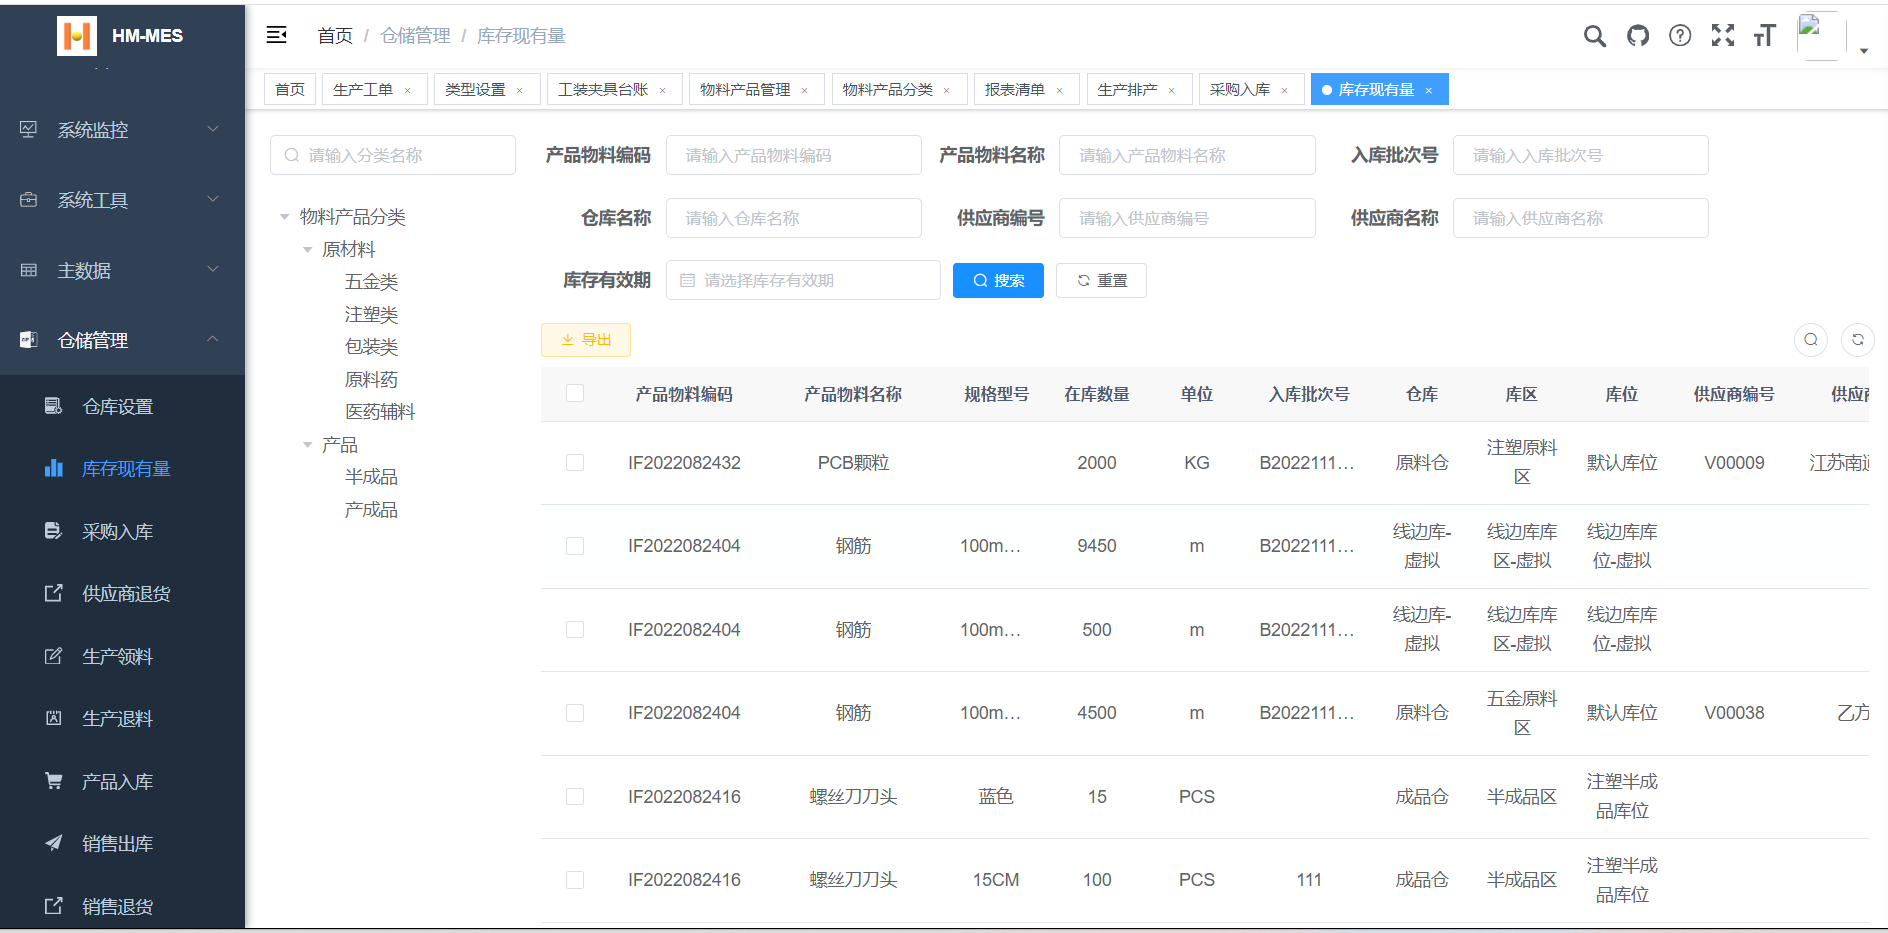 HM-MES
首页 / 仓储管理 / 库存现有量
首页 生产工单 × 类型设置 × 工装夹具台账 × 物料产品管理 × 物料产品分类 × 报表清单 × 生产排产 × 采购入库 × 库存现有量 ×
系统监控
系统工具
主数据
仓储管理
仓库设置
库存现有量
采购入库
供应商退货
生产领料
生产退料
产品入库
销售出库
销售退货
请输入分类名称
物料产品分类
原材料
五金类
注塑类
包装类
原料药
医药辅料
产品
半成品
产成品
产品物料编码 请输入产品物料编码 产品物料名称 请输入产品物料名称 入库批次号 请输入入库批次号
仓库名称 请输入仓库名称 供应商编号 请输入供应商编号 供应商名称 请输入供应商名称
库存有效期 请选择库存有效期 搜索 重置
导出
产品物料编码 产品物料名称 规格型号 在库数量 单位 入库批次号 仓库 库区 库位 供应商编号 供应
IF2022082432 PCB颗粒 2000 KG B2022111… 原料仓 注塑原料区 默认库位 V00009 江苏南
IF2022082404 钢筋 100m… 9450 m B2022111… 线边库-虚拟 线边库库区-虚拟 线边库库位-虚拟
IF2022082404 钢筋 100m… 500 m B2022111… 线边库-虚拟 线边库库区-虚拟 线边库库位-虚拟
IF2022082404 钢筋 100m… 4500 m B2022111… 原料仓 五金原料区 默认库位 V00038 乙方
IF2022082416 螺丝刀刀头 蓝色 15 PCS 成品仓 半成品区 注塑半成品库位
IF2022082416 螺丝刀刀头 15CM 100 PCS 111 成品仓 半成品区 注塑半成品库位